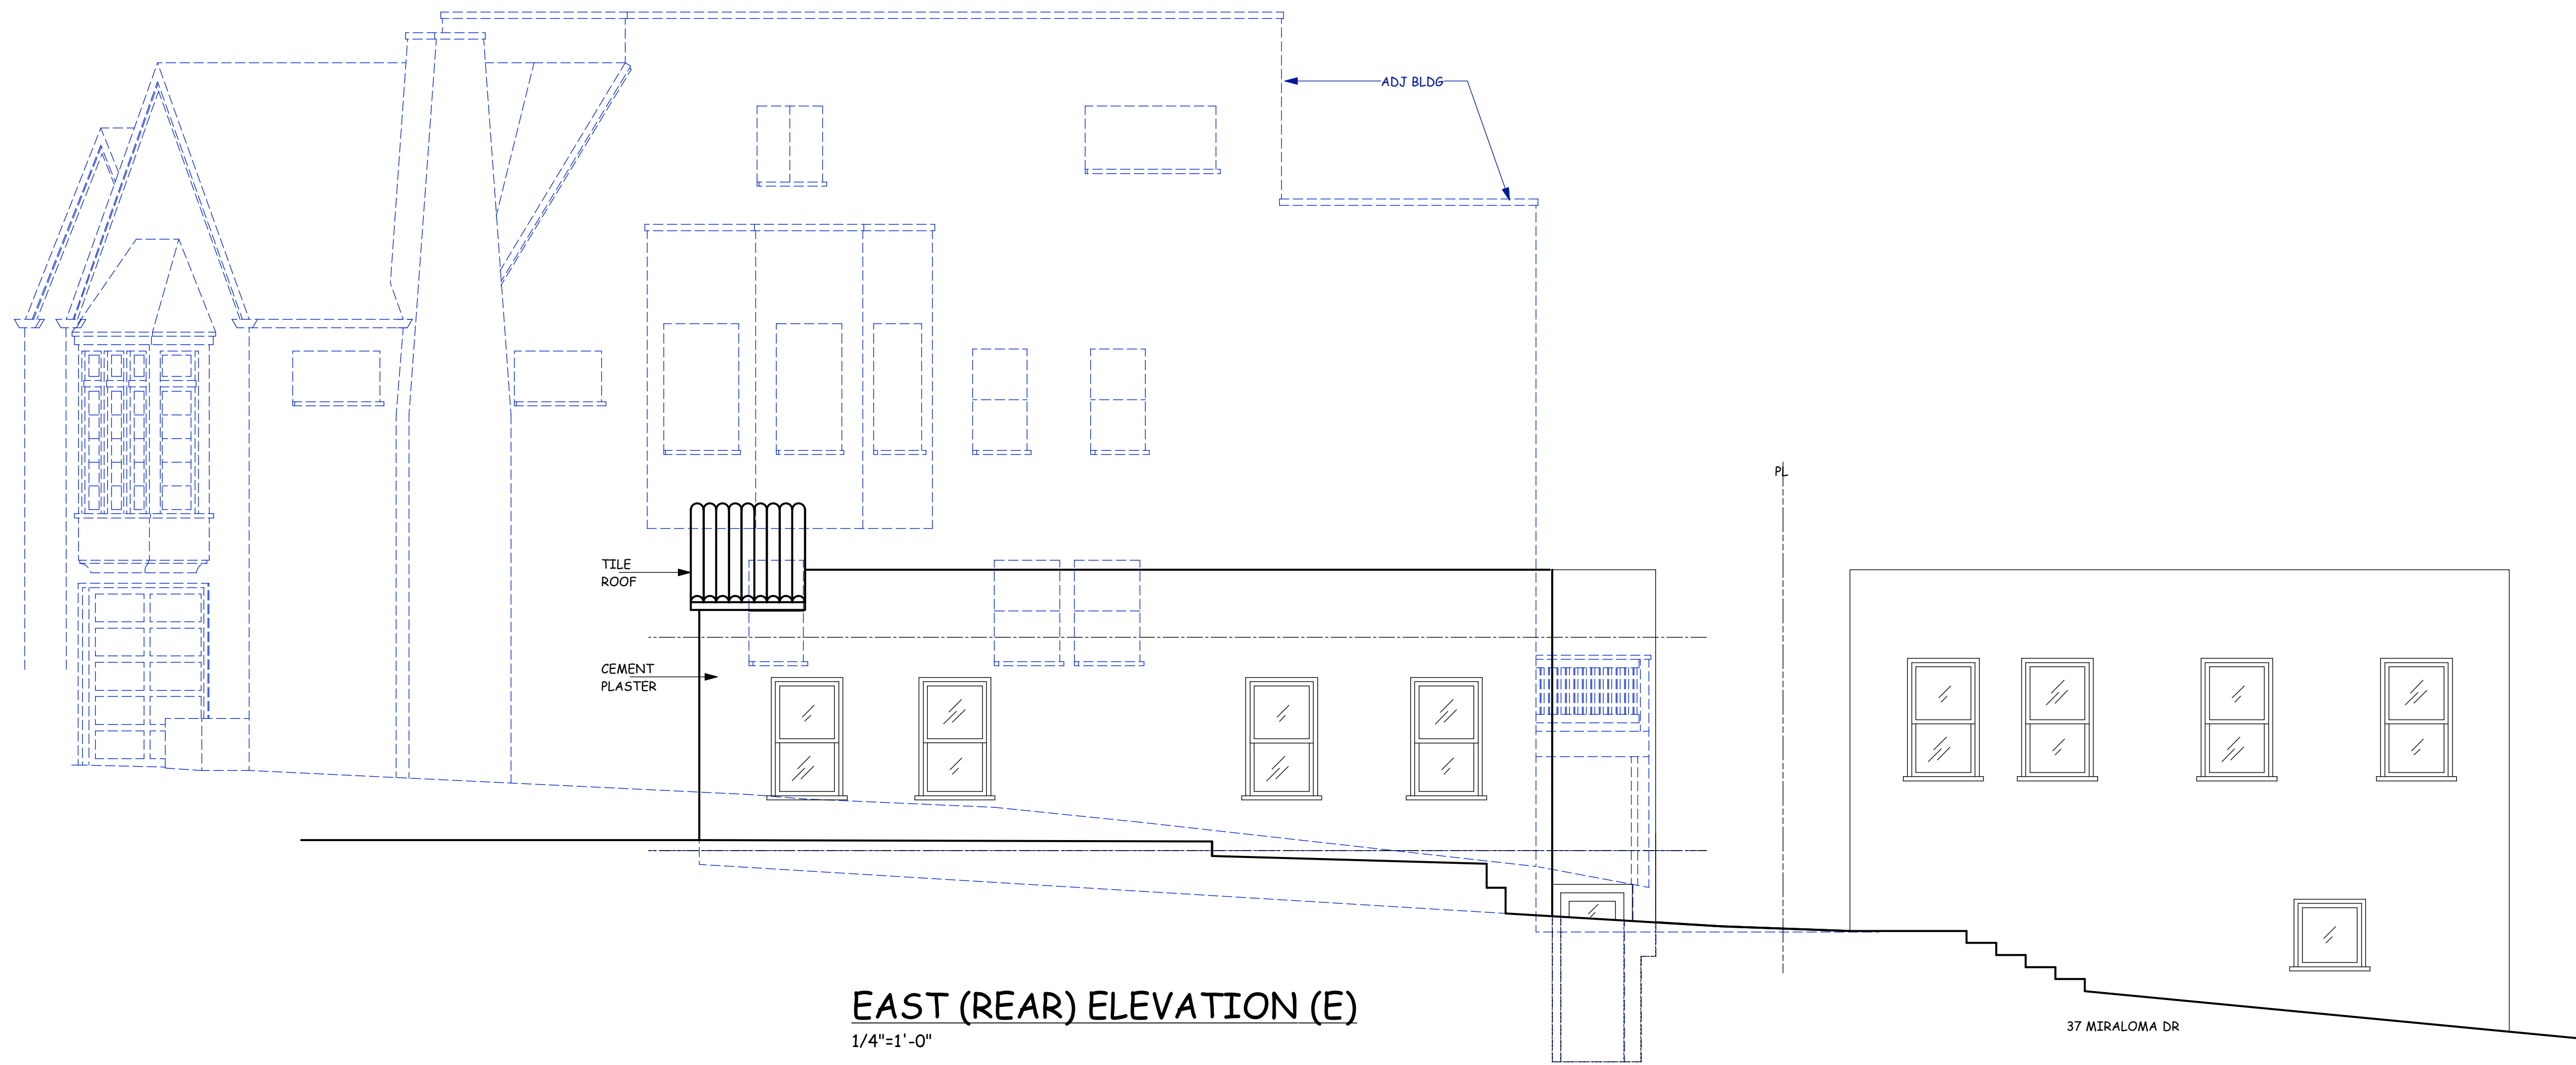 ADJ BLDG
PL
TILE
ROOF
CEMENT
PLASTER
EAST (REAR) ELEVATION (E)
1/4"=1'-0"
37 MIRALOMA DR